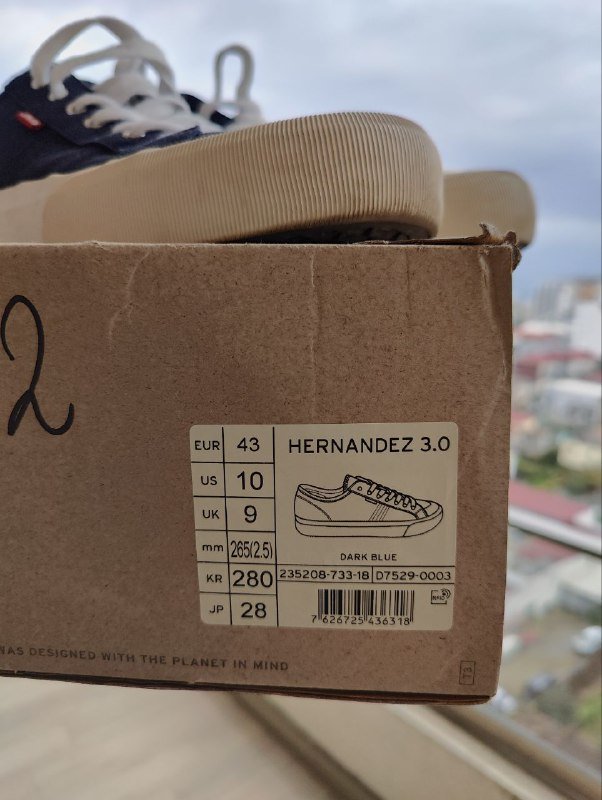 2
EUR 43 HERNANDEZ 3.0
US 10
UK 9
mm 265(2.5)
DARK BLUE
KR 280 235208-733-18 D7529-0003
JP 28
7 626725 436318
WAS DESIGNED WITH THE PLANET IN MIND
T3